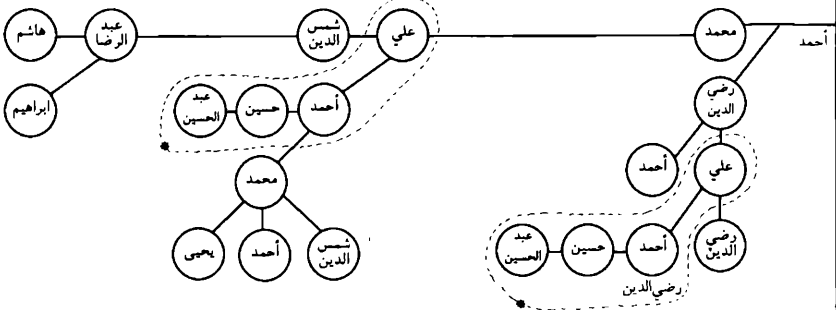 أحمد
محمد
علي
شمس
الدين
عبد
الرضا
هاشم
ابراهيم
رضي
الدين
أحمد
حسين
عبد
الحسين
أحمد
علي
محمد
رضي
الدين
أحمد
حسين
عبد
الحسين
شمس
الدين
أحمد
يحيى
رضي الدين